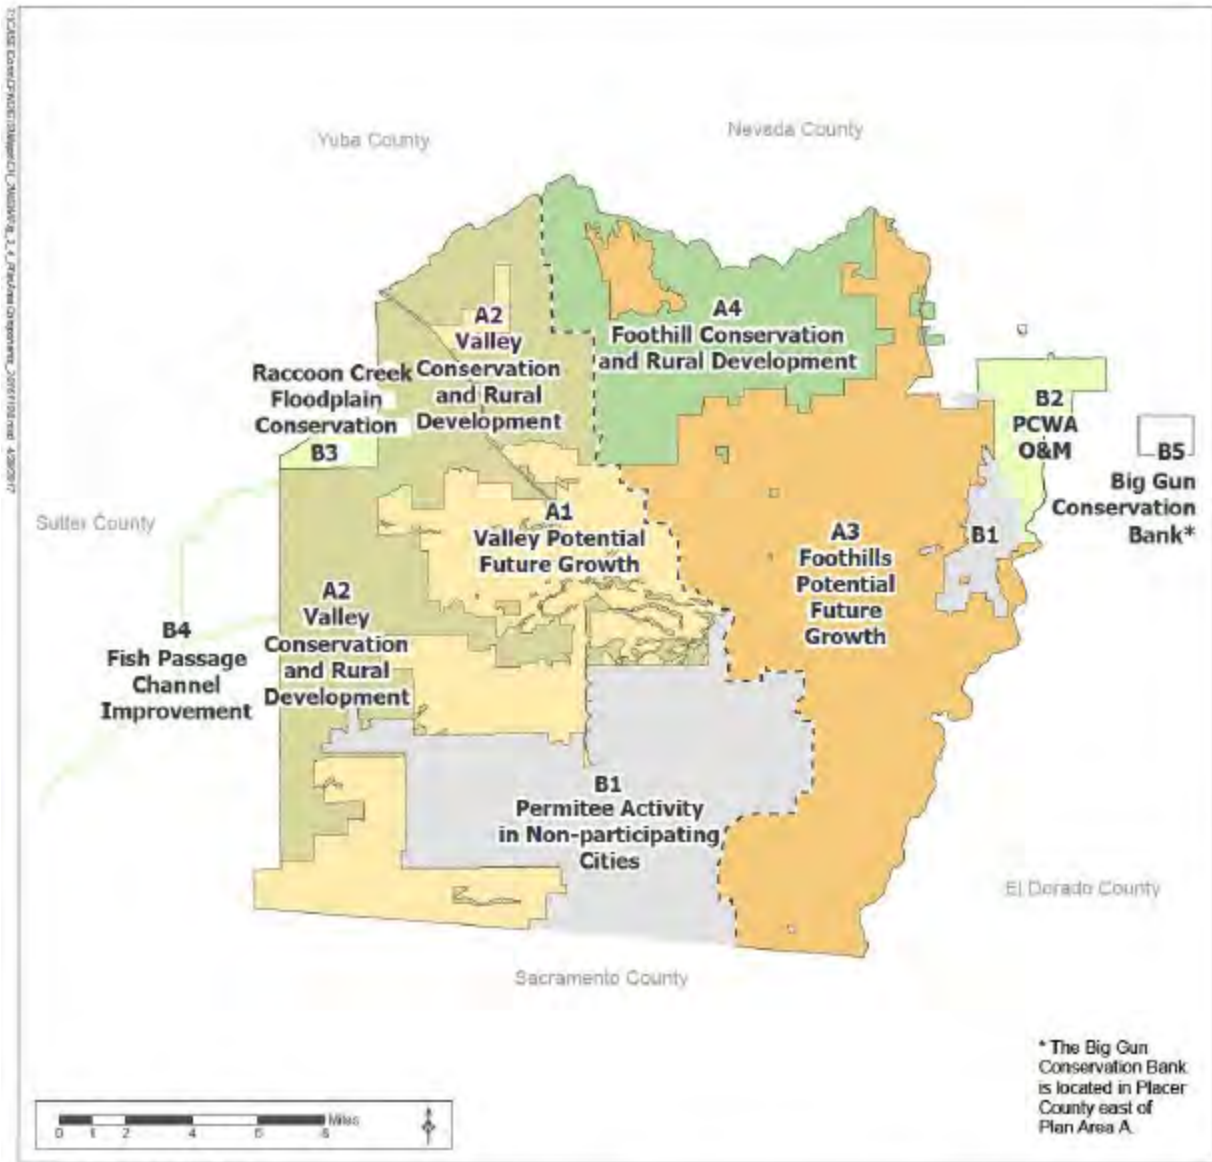 Yuba County
Nevada County
A2
Valley
Conservation
and Rural
Development
A4
Foothill Conservation
and Rural Development
Raccoon Creek
Floodplain
Conservation
B3
B2
PCWA
O&M
B5
Big Gun
Conservation
Bank*
Sutter County
A1
Valley Potential
Future Growth
A3
Foothills
Potential
Future
Growth
B1
A2
Valley
Conservation
and Rural
Development
B4
Fish Passage
Channel
Improvement
B1
Permitee Activity
in Non-participating
Cities
El Dorado County
Sacramento County
* The Big Gun
Conservation Bank
is located in Placer
County east of
Plan Area A.
Miles
0 1 2 4 6 8